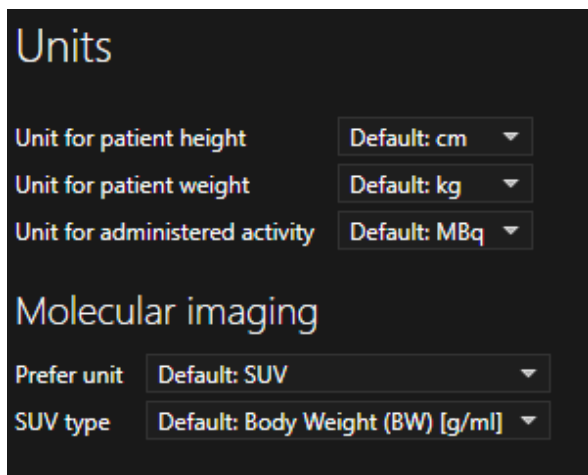 Units
Unit for patient height Default: cm
Unit for patient weight Default: kg
Unit for administered activity Default: MBq
Molecular imaging
Prefer unit Default: SUV
SUV type Default: Body Weight (BW) [g/ml]